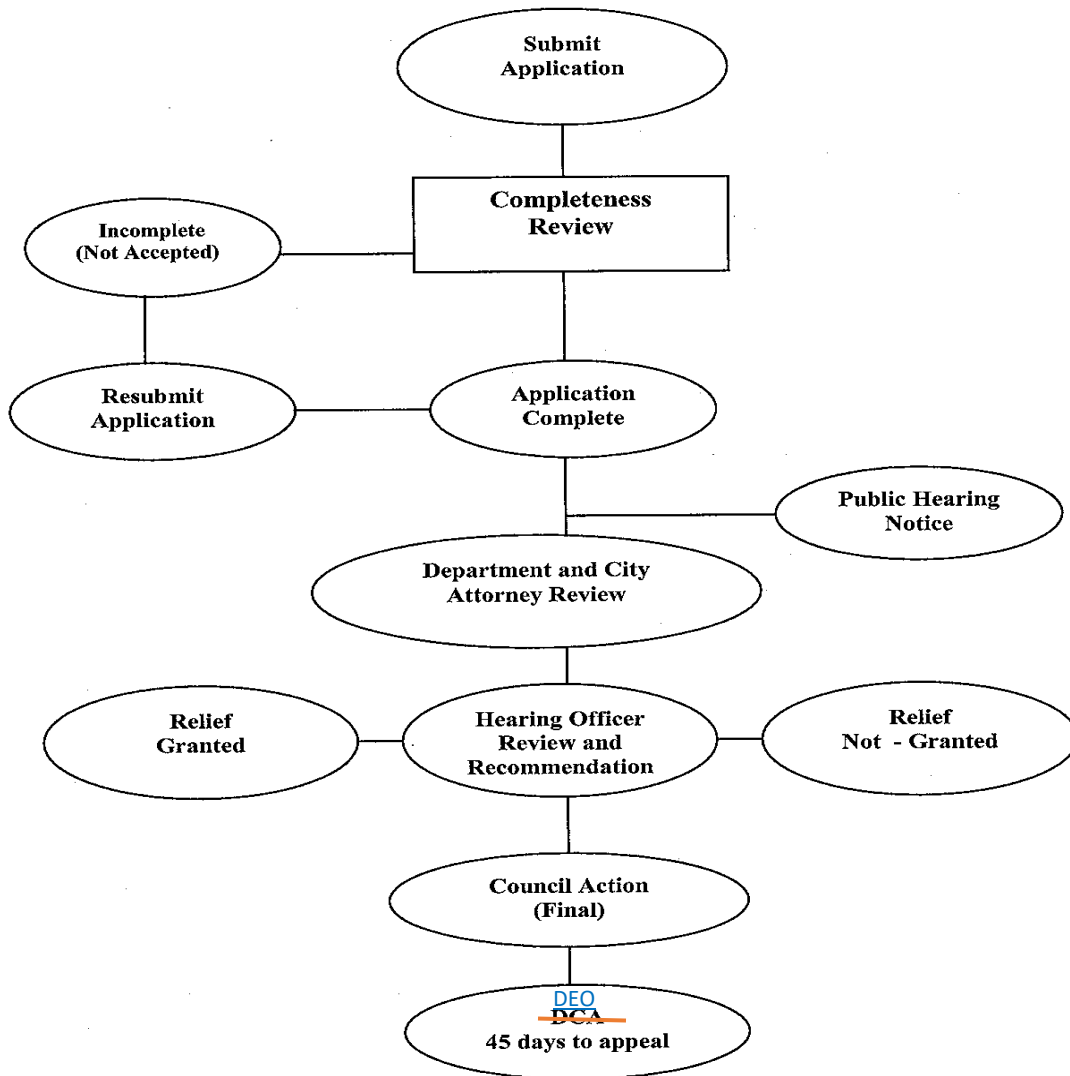 Submit
Application
Completeness
Review
Incomplete
(Not Accepted)
Resubmit
Application
Application
Complete
Public Hearing
Notice
Department and City
Attorney Review
Relief
Granted
Hearing Officer
Review and
Recommendation
Relief
Not - Granted
Council Action
(Final)
DEO
DCA
45 days to appeal